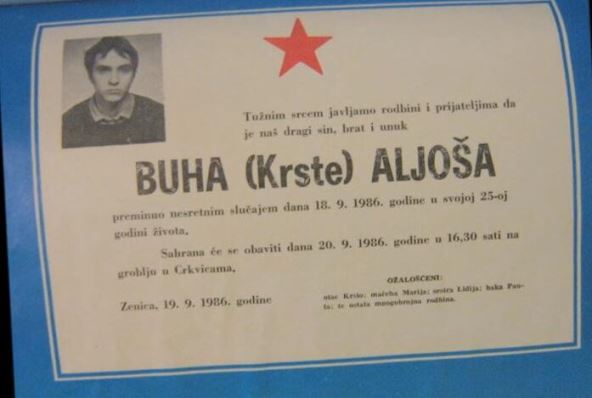 Tužnim srcem javljamo rodbini i prijateljima da
je naš dragi sin, brat i unuk
BUHA (Krste) ALJOŠA
preminuo nesretnim slučajem dana 18. 9. 1986. godine u svojoj 25-oj
godini života.
Sahrana će se obaviti dana 20. 9. 1986. godine u 16,30 sati na
groblju u Crkvicama,
Zenica, 19. 9. 1986. godine
OŽALOŠĆENI:
otac Krsto; maćeha Marija; sestra Lidija; baka Pau-
la; te ostala mnogobrojna rodbina.